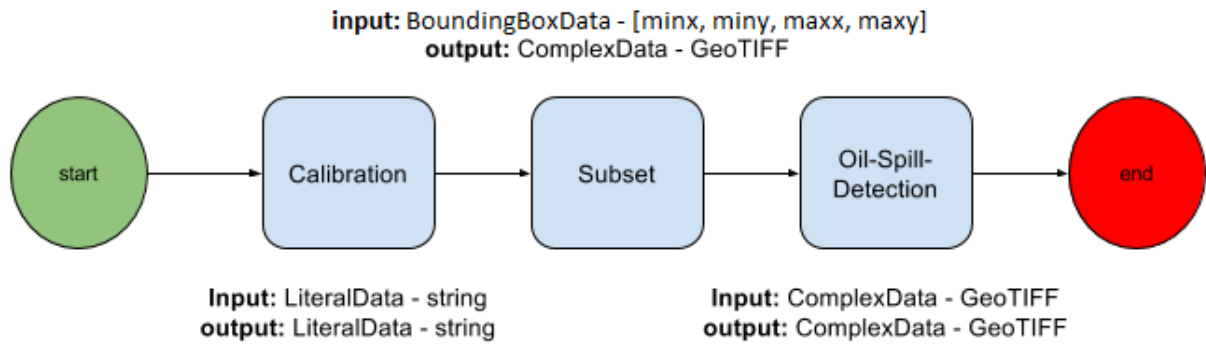 input: BoundingBoxData - [minx, miny, maxx, maxy]
output: ComplexData - GeoTIFF
start
Calibration
Subset
Oil-Spill-
Detection
end
Input: LiteralData - string
output: LiteralData - string
Input: ComplexData - GeoTIFF
output: ComplexData - GeoTIFF